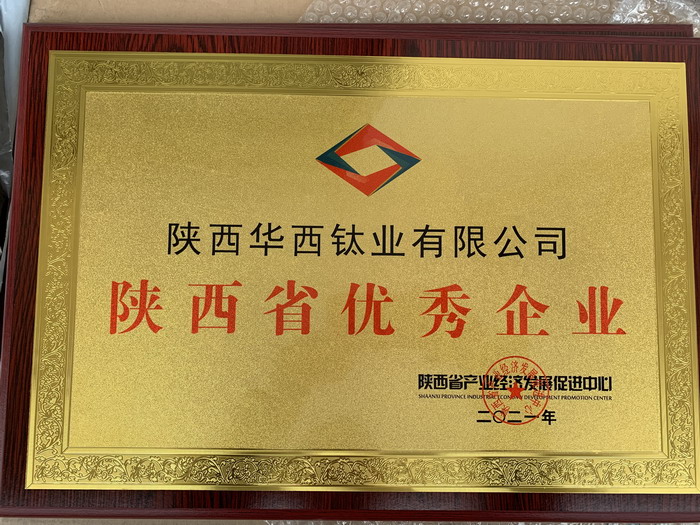 陕西华西钛业有限公司
陕西省优秀企业
陕西省产业经济发展促进中心
SHAANXI PROVINCE INDUSTRIAL ECONOMY DEVELOPMENT PROMOTION CENTER
二〇二一年